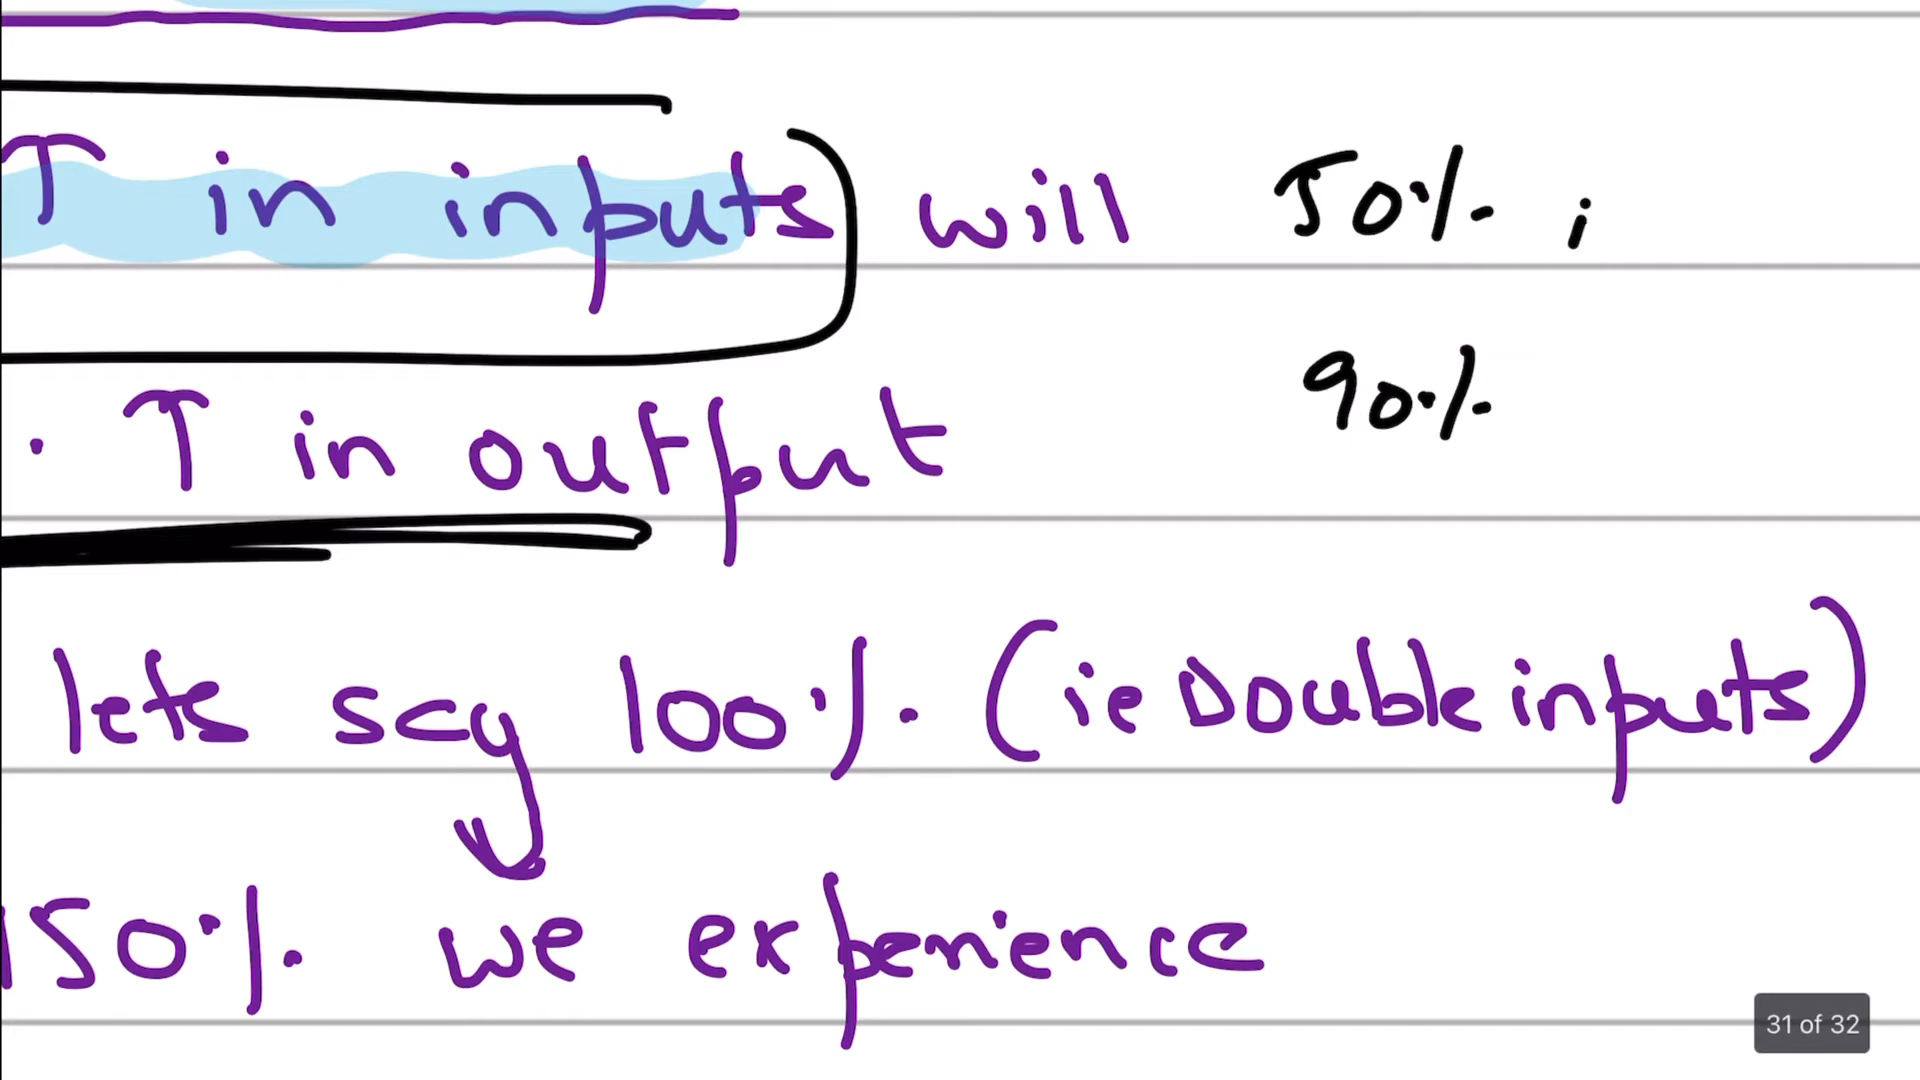 ↑ in inputs will 50% i
90%
· ↑ in output
lets say 100% (ie Double inputs)
150% we experience
31 of 32